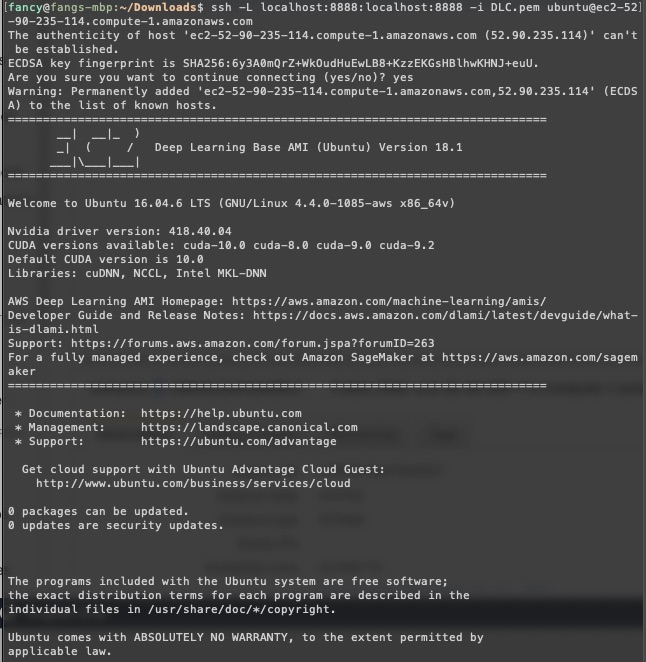 [fancy@fangs-mbp:~/Downloads$ ssh -L localhost:8888:localhost:8888 -i DLC.pem ubuntu@ec2-52]
-90-235-114.compute-1.amazonaws.com
The authenticity of host 'ec2-52-90-235-114.compute-1.amazonaws.com (52.90.235.114)' can't
 be established.
ECDSA key fingerprint is SHA256:6y3A0mQrZ+WkOudHuEwLB8+KzzEKGsHBlhwKHNJ+euU.
Are you sure you want to continue connecting (yes/no)? yes
Warning: Permanently added 'ec2-52-90-235-114.compute-1.amazonaws.com,52.90.235.114' (ECDS
A) to the list of known hosts.
=============================================================================
       __|  __|_  )
       _|  (     /   Deep Learning Base AMI (Ubuntu) Version 18.1
      ___|\___|___|
=============================================================================
Welcome to Ubuntu 16.04.6 LTS (GNU/Linux 4.4.0-1085-aws x86_64v)
Nvidia driver version: 418.40.04
CUDA versions available: cuda-10.0 cuda-8.0 cuda-9.0 cuda-9.2
Default CUDA version is 10.0
Libraries: cuDNN, NCCL, Intel MKL-DNN
AWS Deep Learning AMI Homepage: https://aws.amazon.com/machine-learning/amis/
Developer Guide and Release Notes: https://docs.aws.amazon.com/dlami/latest/devguide/what-
is-dlami.html
Support: https://forums.aws.amazon.com/forum.jspa?forumID=263
For a fully managed experience, check out Amazon SageMaker at https://aws.amazon.com/sagem
aker
=============================================================================
 * Documentation:  https://help.ubuntu.com
 * Management:     https://landscape.canonical.com
 * Support:        https://ubuntu.com/advantage
  Get cloud support with Ubuntu Advantage Cloud Guest:
    http://www.ubuntu.com/business/services/cloud
0 packages can be updated.
0 updates are security updates.
The programs included with the Ubuntu system are free software;
the exact distribution terms for each program are described in the
individual files in /usr/share/doc/*/copyright.
Ubuntu comes with ABSOLUTELY NO WARRANTY, to the extent permitted by
applicable law.